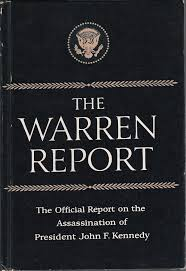 THE
WARREN
REPORT
The Official Report on the
Assassination of
President John F. Kennedy